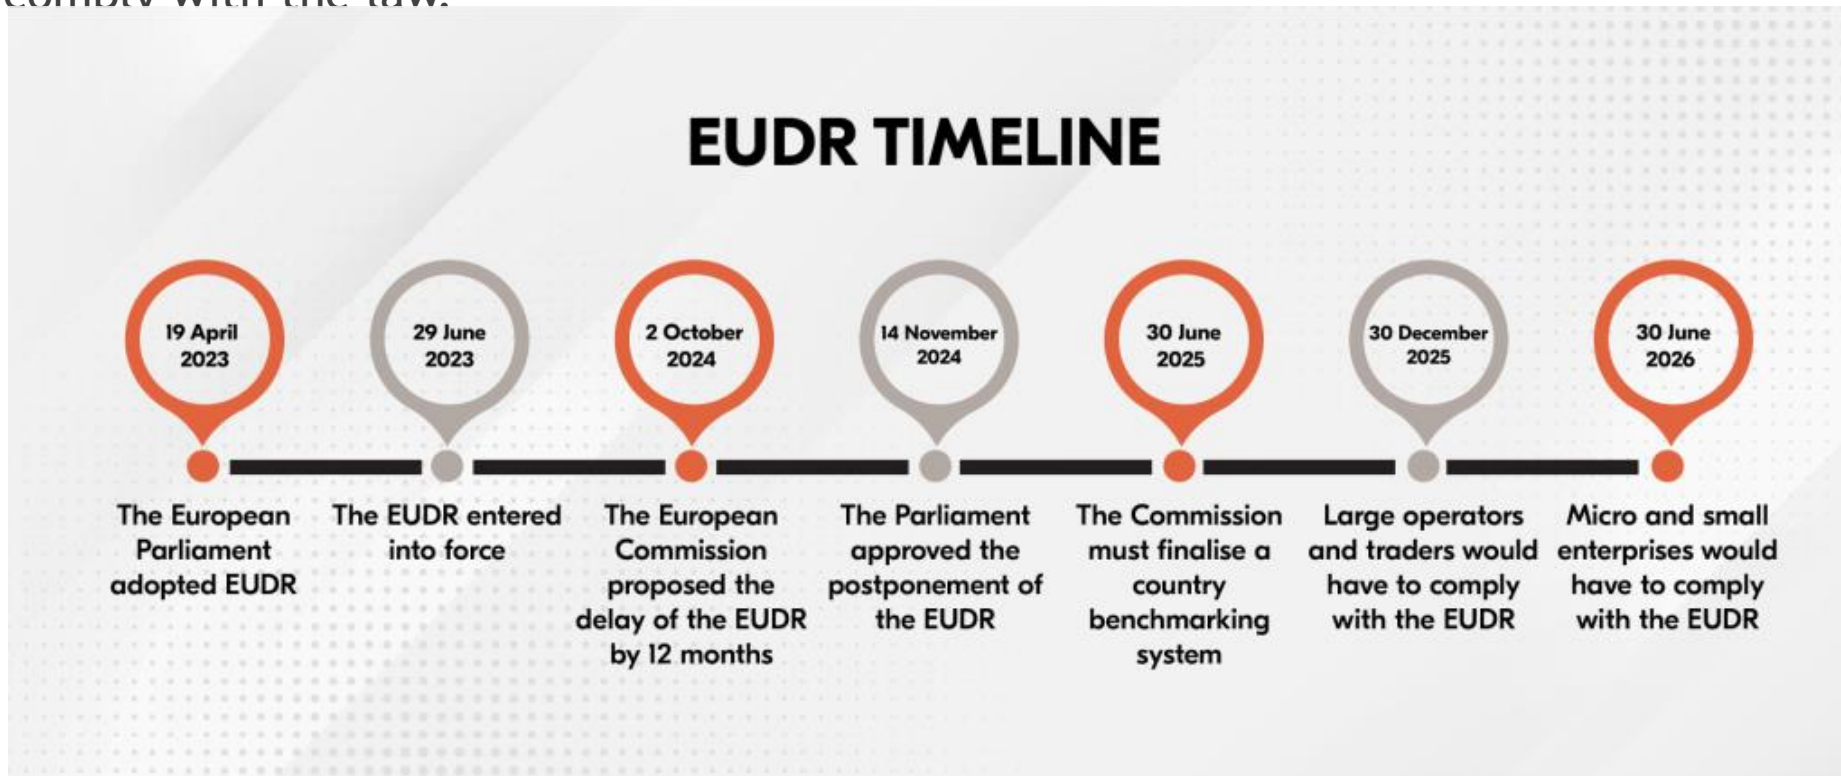 comply with the law.
EUDR TIMELINE
19 April
2023
29 June
2023
2 October
2024
14 November
2024
30 June
2025
30 December
2025
30 June
2026
The European
Parliament
adopted EUDR
The EUDR entered
into force
The European
Commission
proposed the
delay of the EUDR
by 12 months
The Parliament
approved the
postponement of
the EUDR
The Commission
must finalise a
country
benchmarking
system
Large operators
and traders would
have to comply
with the EUDR
Micro and small
enterprises would
have to comply
with the EUDR